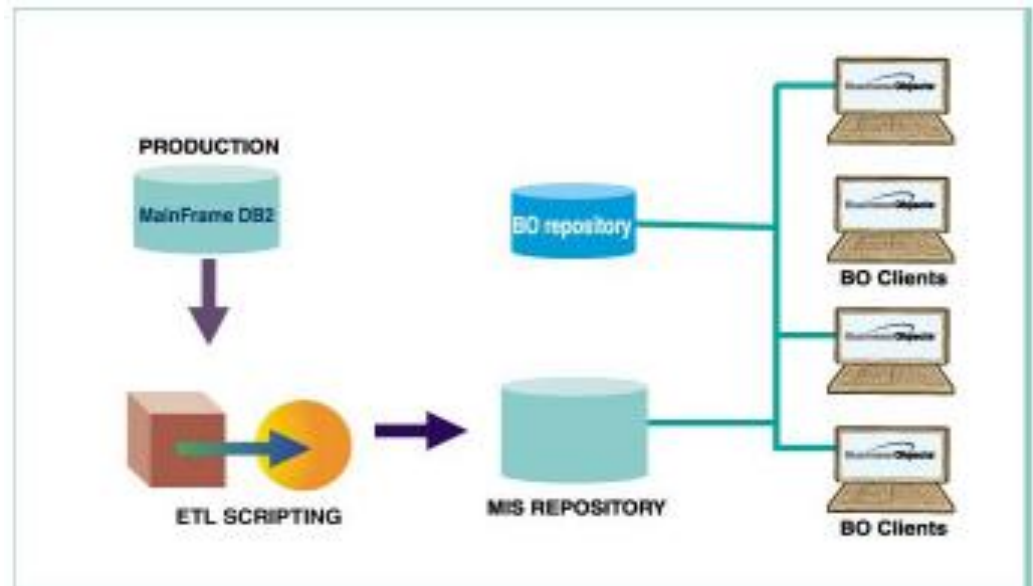 PRODUCTION
MainFrame DB2
BO repository
BO Clients
ETL SCRIPTING
MIS REPOSITORY
BO Clients